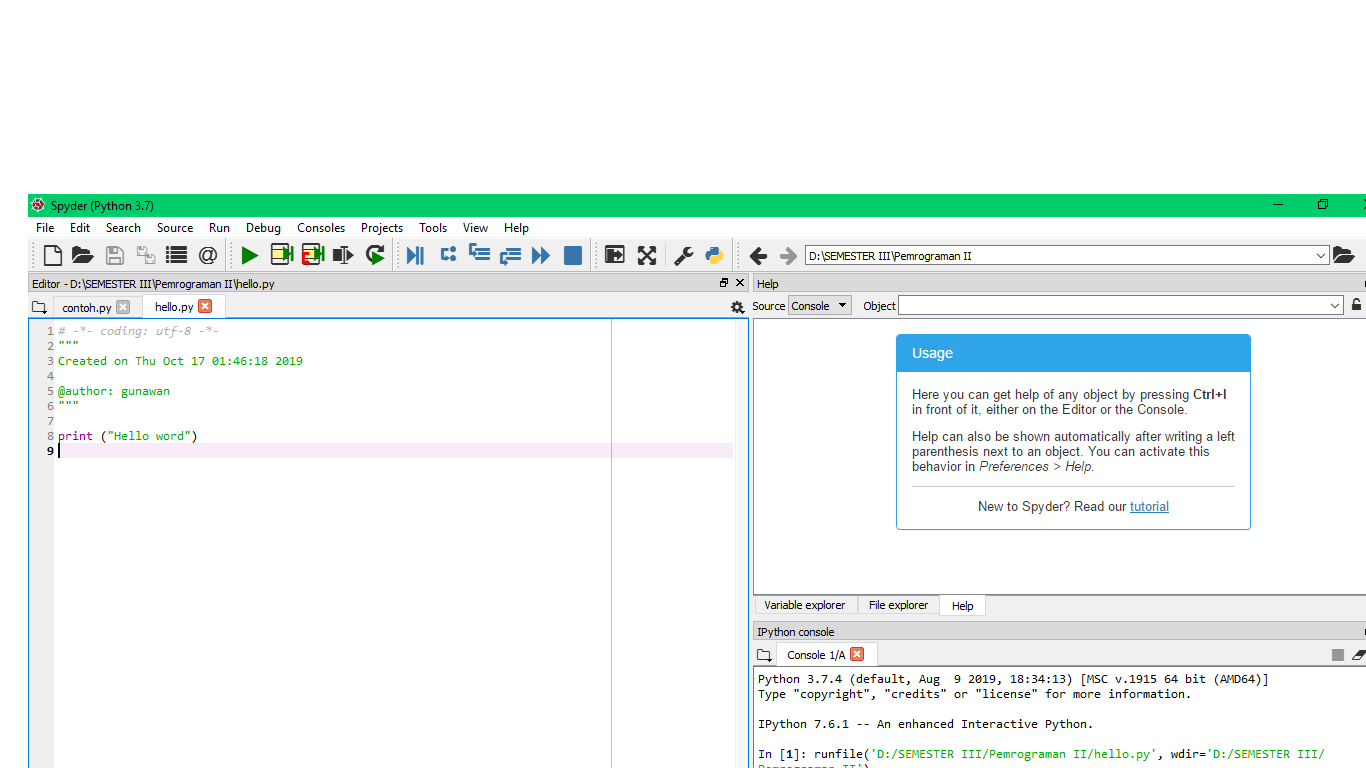 Spyder (Python 3.7)
File Edit Search Source Run Debug Consoles Projects Tools View Help
D:\SEMESTER III\Pemrograman II
Editor - D:\SEMESTER III\Pemrograman II\hello.py
contoh.py hello.py
1 # -*- coding: utf-8 -*-
2 """
3 Created on Thu Oct 17 01:46:18 2019
4
5 @author: gunawan
6 """
7
8 print ("Hello word")
9
Help
Source Console Object
Usage
Here you can get help of any object by pressing Ctrl+I
in front of it, either on the Editor or the Console.
Help can also be shown automatically after writing a left
parenthesis next to an object. You can activate this
behavior in Preferences > Help.
New to Spyder? Read our tutorial
Variable explorer File explorer Help
IPython console
Console 1/A
Python 3.7.4 (default, Aug  9 2019, 18:34:13) [MSC v.1915 64 bit (AMD64)]
Type "copyright", "credits" or "license" for more information.
IPython 7.6.1 -- An enhanced Interactive Python.
In [1]: runfile('D:/SEMESTER III/Pemrograman II/hello.py', wdir='D:/SEMESTER III/
Pemrograman II')